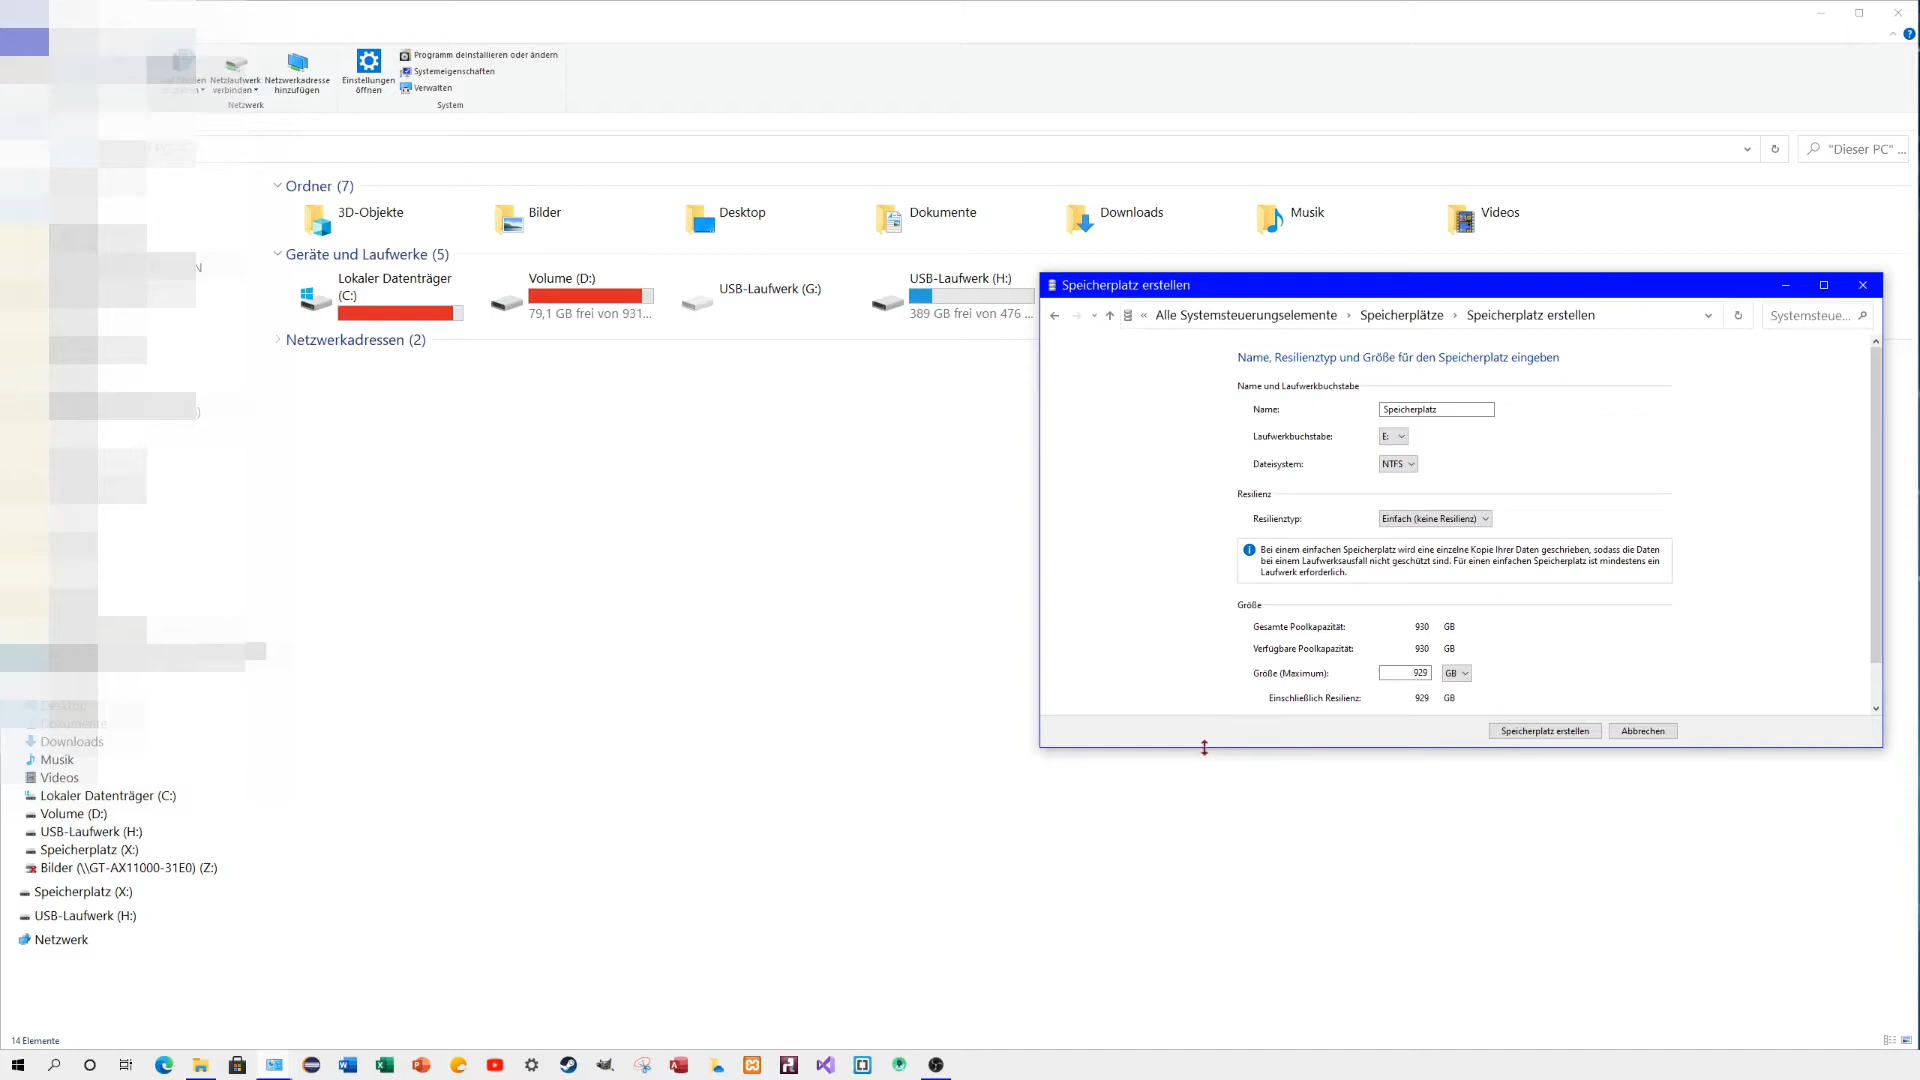 Netzlaufwerk verbinden
Netzwerkadresse hinzufügen
Netzwerk
Einstellungen öffnen
Programm deinstallieren oder ändern
Systemeigenschaften
Verwalten
System
"Dieser PC" ...
Ordner (7)
3D-Objekte
Bilder
Desktop
Dokumente
Downloads
Musik
Videos
Geräte und Laufwerke (5)
Lokaler Datenträger (C:)
Volume (D:)
79,1 GB frei von 931...
USB-Laufwerk (G:)
USB-Laufwerk (H:)
389 GB frei von 476 ...
Netzwerkadressen (2)
Speicherplatz erstellen
« Alle Systemsteuerungselemente › Speicherplätze › Speicherplatz erstellen
Systemsteue...
Name, Resilienztyp und Größe für den Speicherplatz eingeben
Name und Laufwerkbuchstabe
Name: Speicherplatz
Laufwerkbuchstabe: E:
Dateisystem: NTFS
Resilienz
Resilienztyp: Einfach (keine Resilienz)
Bei einem einfachen Speicherplatz wird eine einzelne Kopie Ihrer Daten geschrieben, sodass die Daten
bei einem Laufwerksausfall nicht geschützt sind. Für einen einfachen Speicherplatz ist mindestens ein
Laufwerk erforderlich.
Größe
Gesamte Poolkapazität: 930 GB
Verfügbare Poolkapazität: 930 GB
Größe (Maximum): 929 GB
Einschließlich Resilienz: 929 GB
Speicherplatz erstellen
Abbrechen
Desktop
Dokumente
Downloads
Musik
Videos
Lokaler Datenträger (C:)
Volume (D:)
USB-Laufwerk (H:)
Speicherplatz (X:)
Bilder (\\GT-AX11000-31E0) (Z:)
Speicherplatz (X:)
USB-Laufwerk (H:)
Netzwerk
14 Elemente